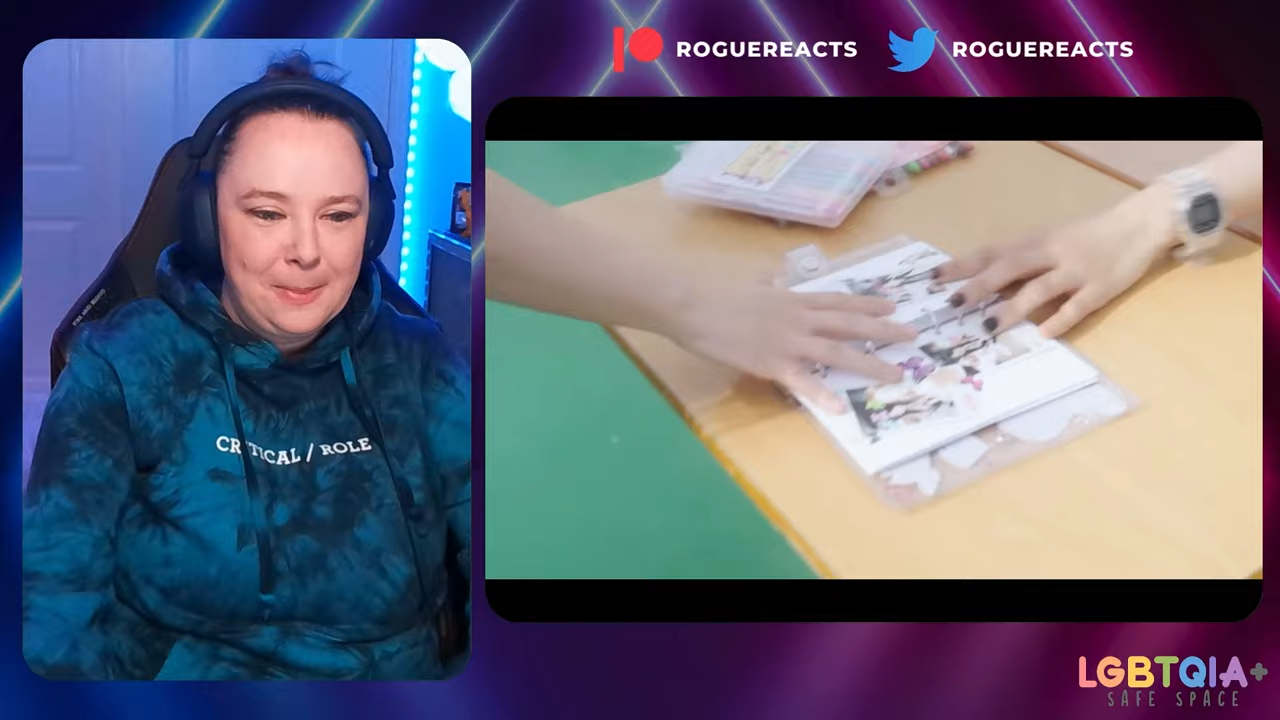 ROGUEREACTS ROGUEREACTS
CRITICAL / ROLE
LGBTQIA+
SAFE SPACE